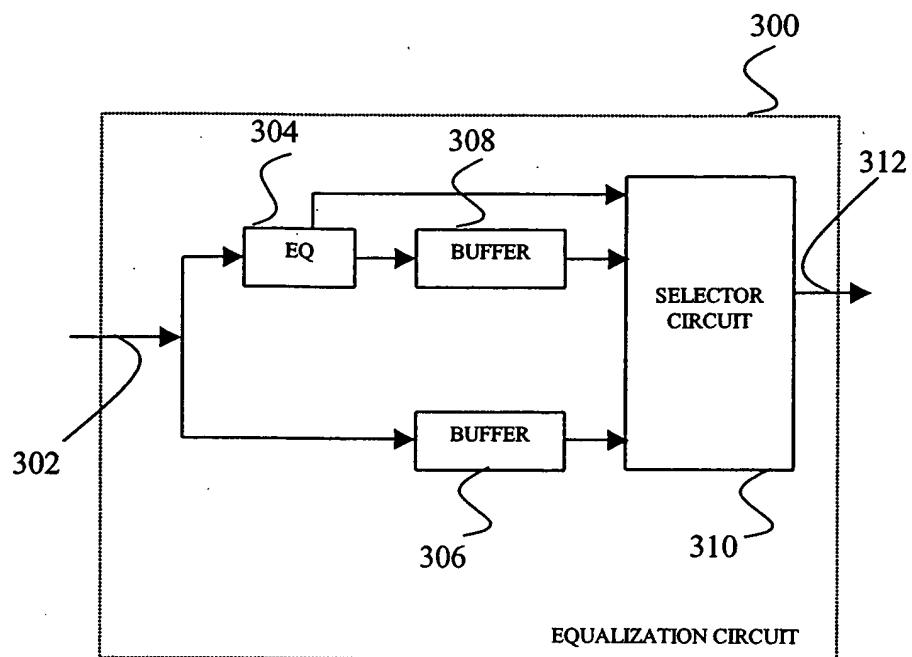 300
304
308
312
EQ
BUFFER
SELECTOR
CIRCUIT
302
BUFFER
306
310
EQUALIZATION CIRCUIT